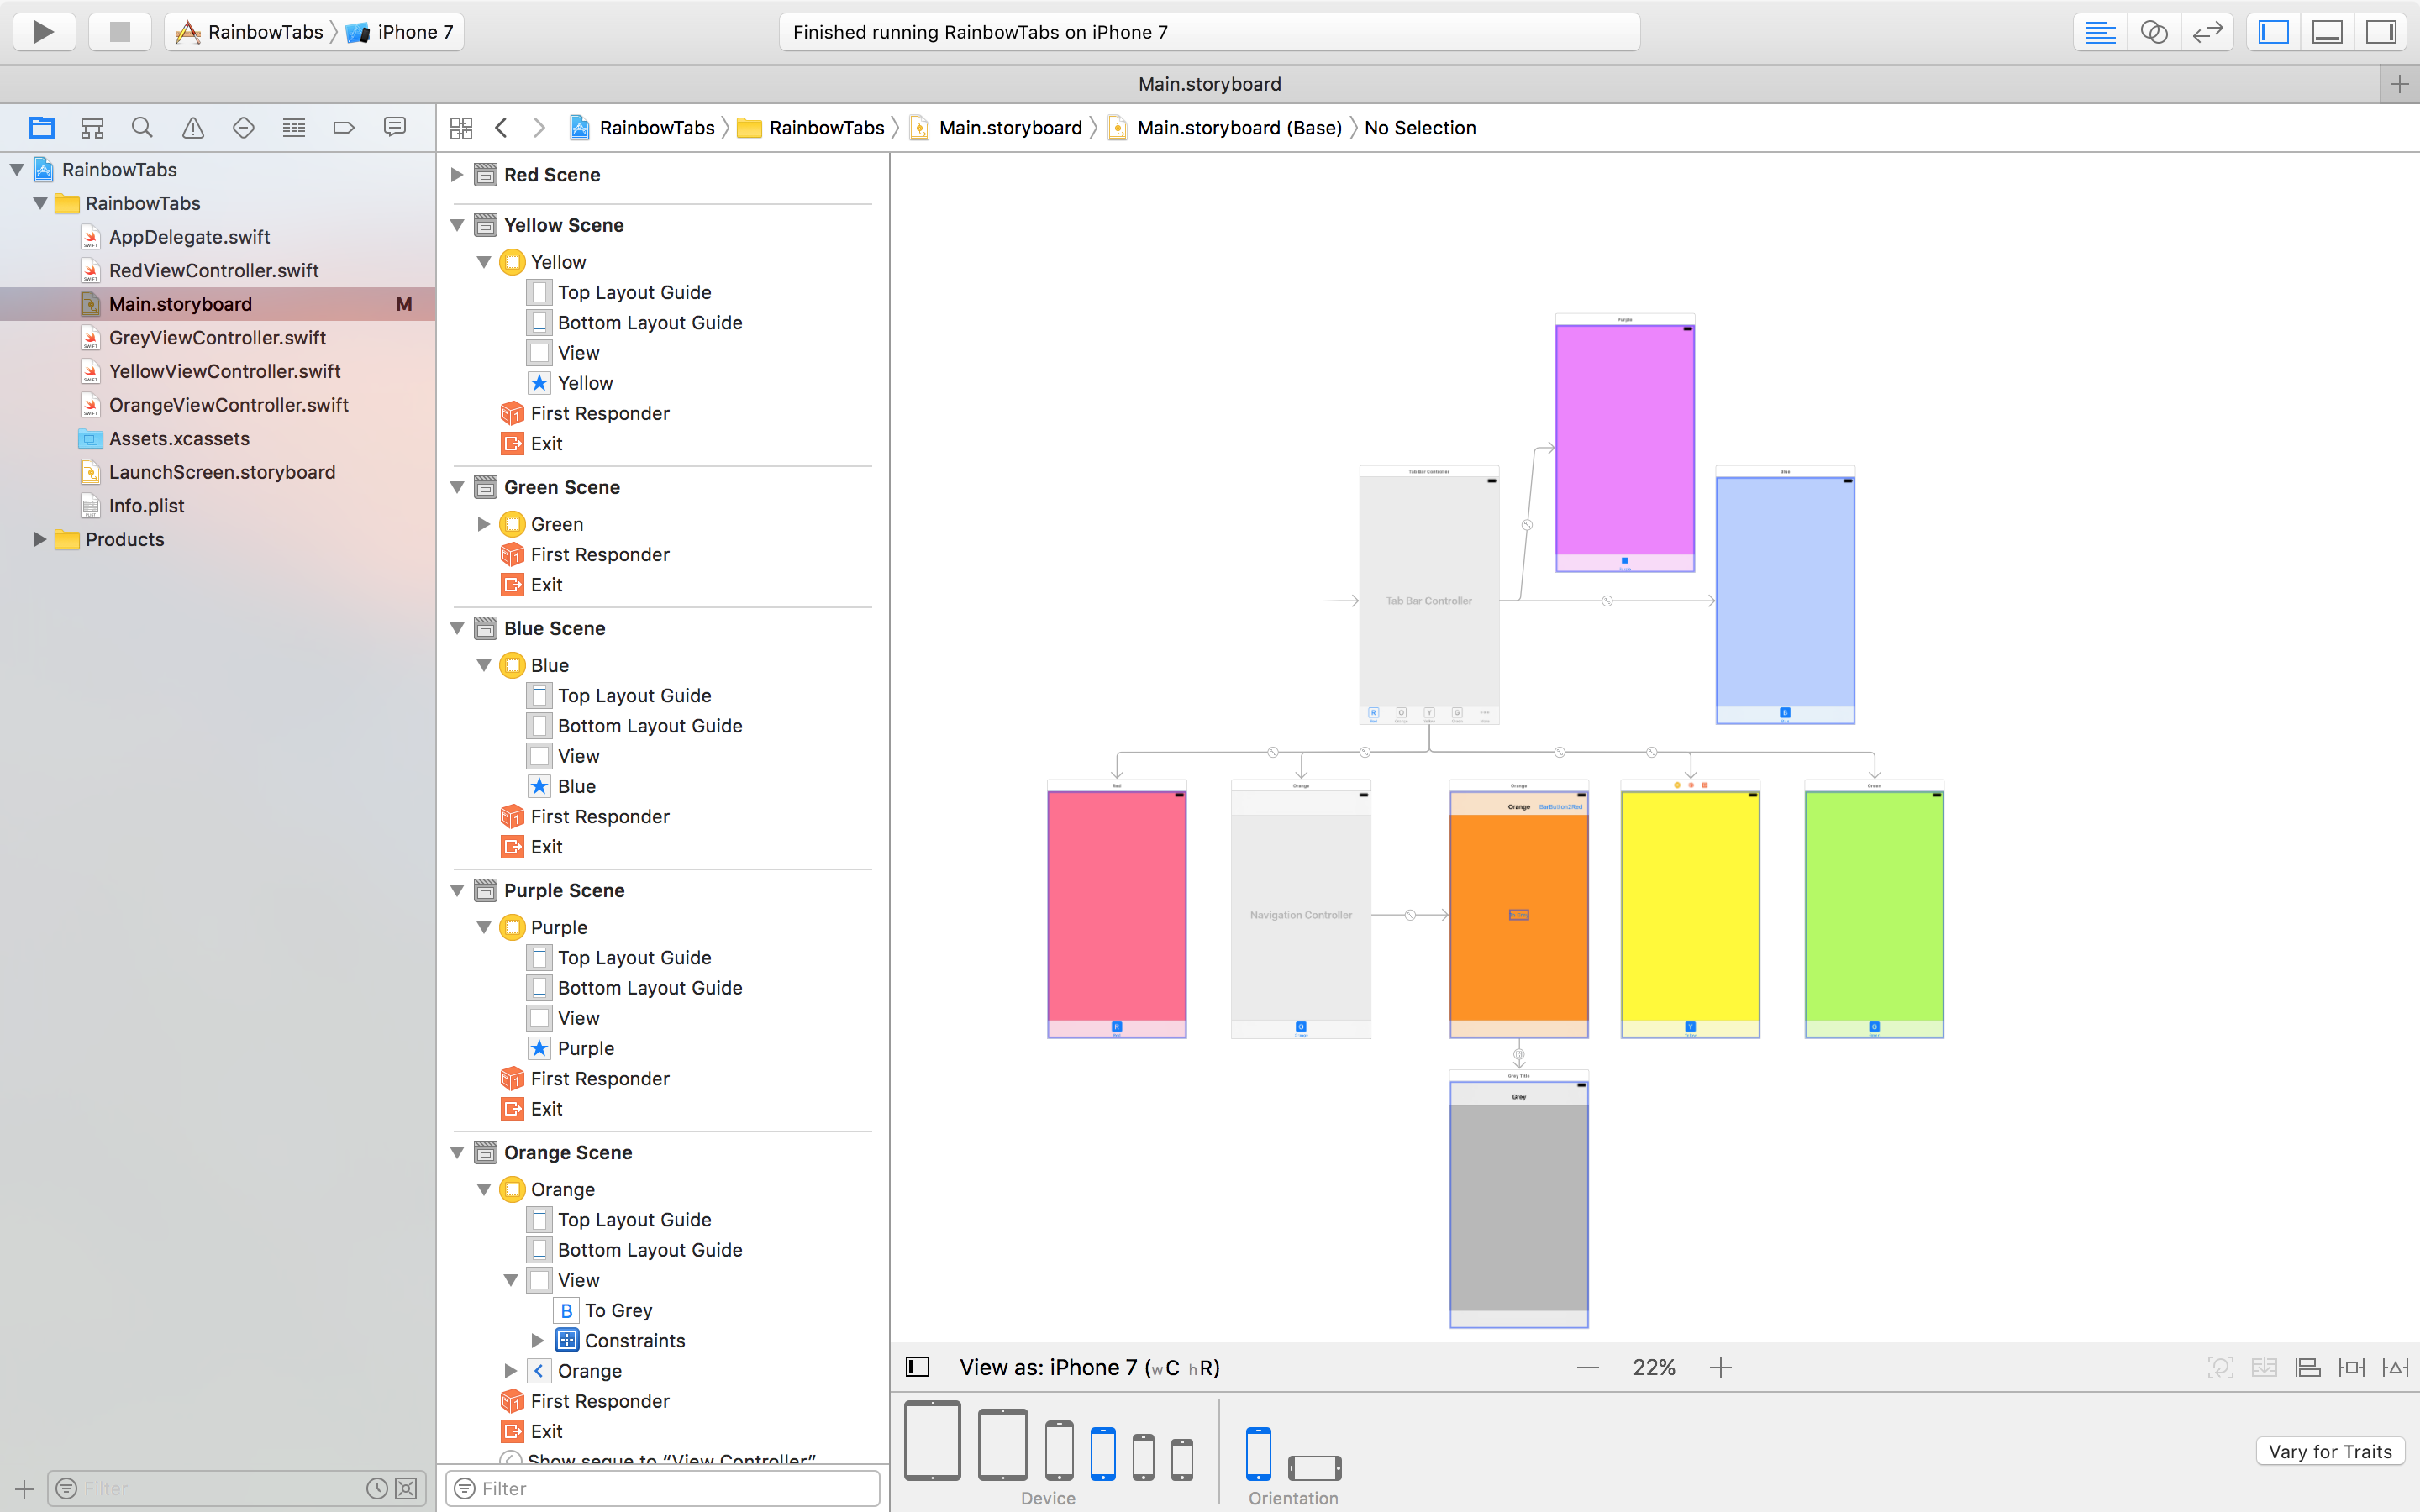 RainbowTabs
iPhone 7
Finished running RainbowTabs on iPhone 7
Main.storyboard
RainbowTabs
RainbowTabs
Main.storyboard
Main.storyboard (Base)
No Selection
RainbowTabs
RainbowTabs
AppDelegate.swift
RedViewController.swift
Main.storyboard M
GreyViewController.swift
YellowViewController.swift
OrangeViewController.swift
Assets.xcassets
LaunchScreen.storyboard
Info.plist
Products
Filter
Red Scene
Yellow Scene
Yellow
Top Layout Guide
Bottom Layout Guide
View
Yellow
First Responder
Exit
Green Scene
Green
First Responder
Exit
Blue Scene
Blue
Top Layout Guide
Bottom Layout Guide
View
Blue
First Responder
Exit
Purple Scene
Purple
Top Layout Guide
Bottom Layout Guide
View
Purple
First Responder
Exit
Orange Scene
Orange
Top Layout Guide
Bottom Layout Guide
View
B To Grey
Constraints
Orange
First Responder
Exit
Show segue to “View Controller”
Filter
Purple
Tab Bar Controller
Blue
Tab Bar Controller
R O Y G
B
Red
Orange
Orange
Green
Orange BarButton2Red
Navigation Controller
R
O
Y
G
Grey Title
Grey
View as: iPhone 7 (wC hR)
22%
Device
Orientation
Vary for Traits